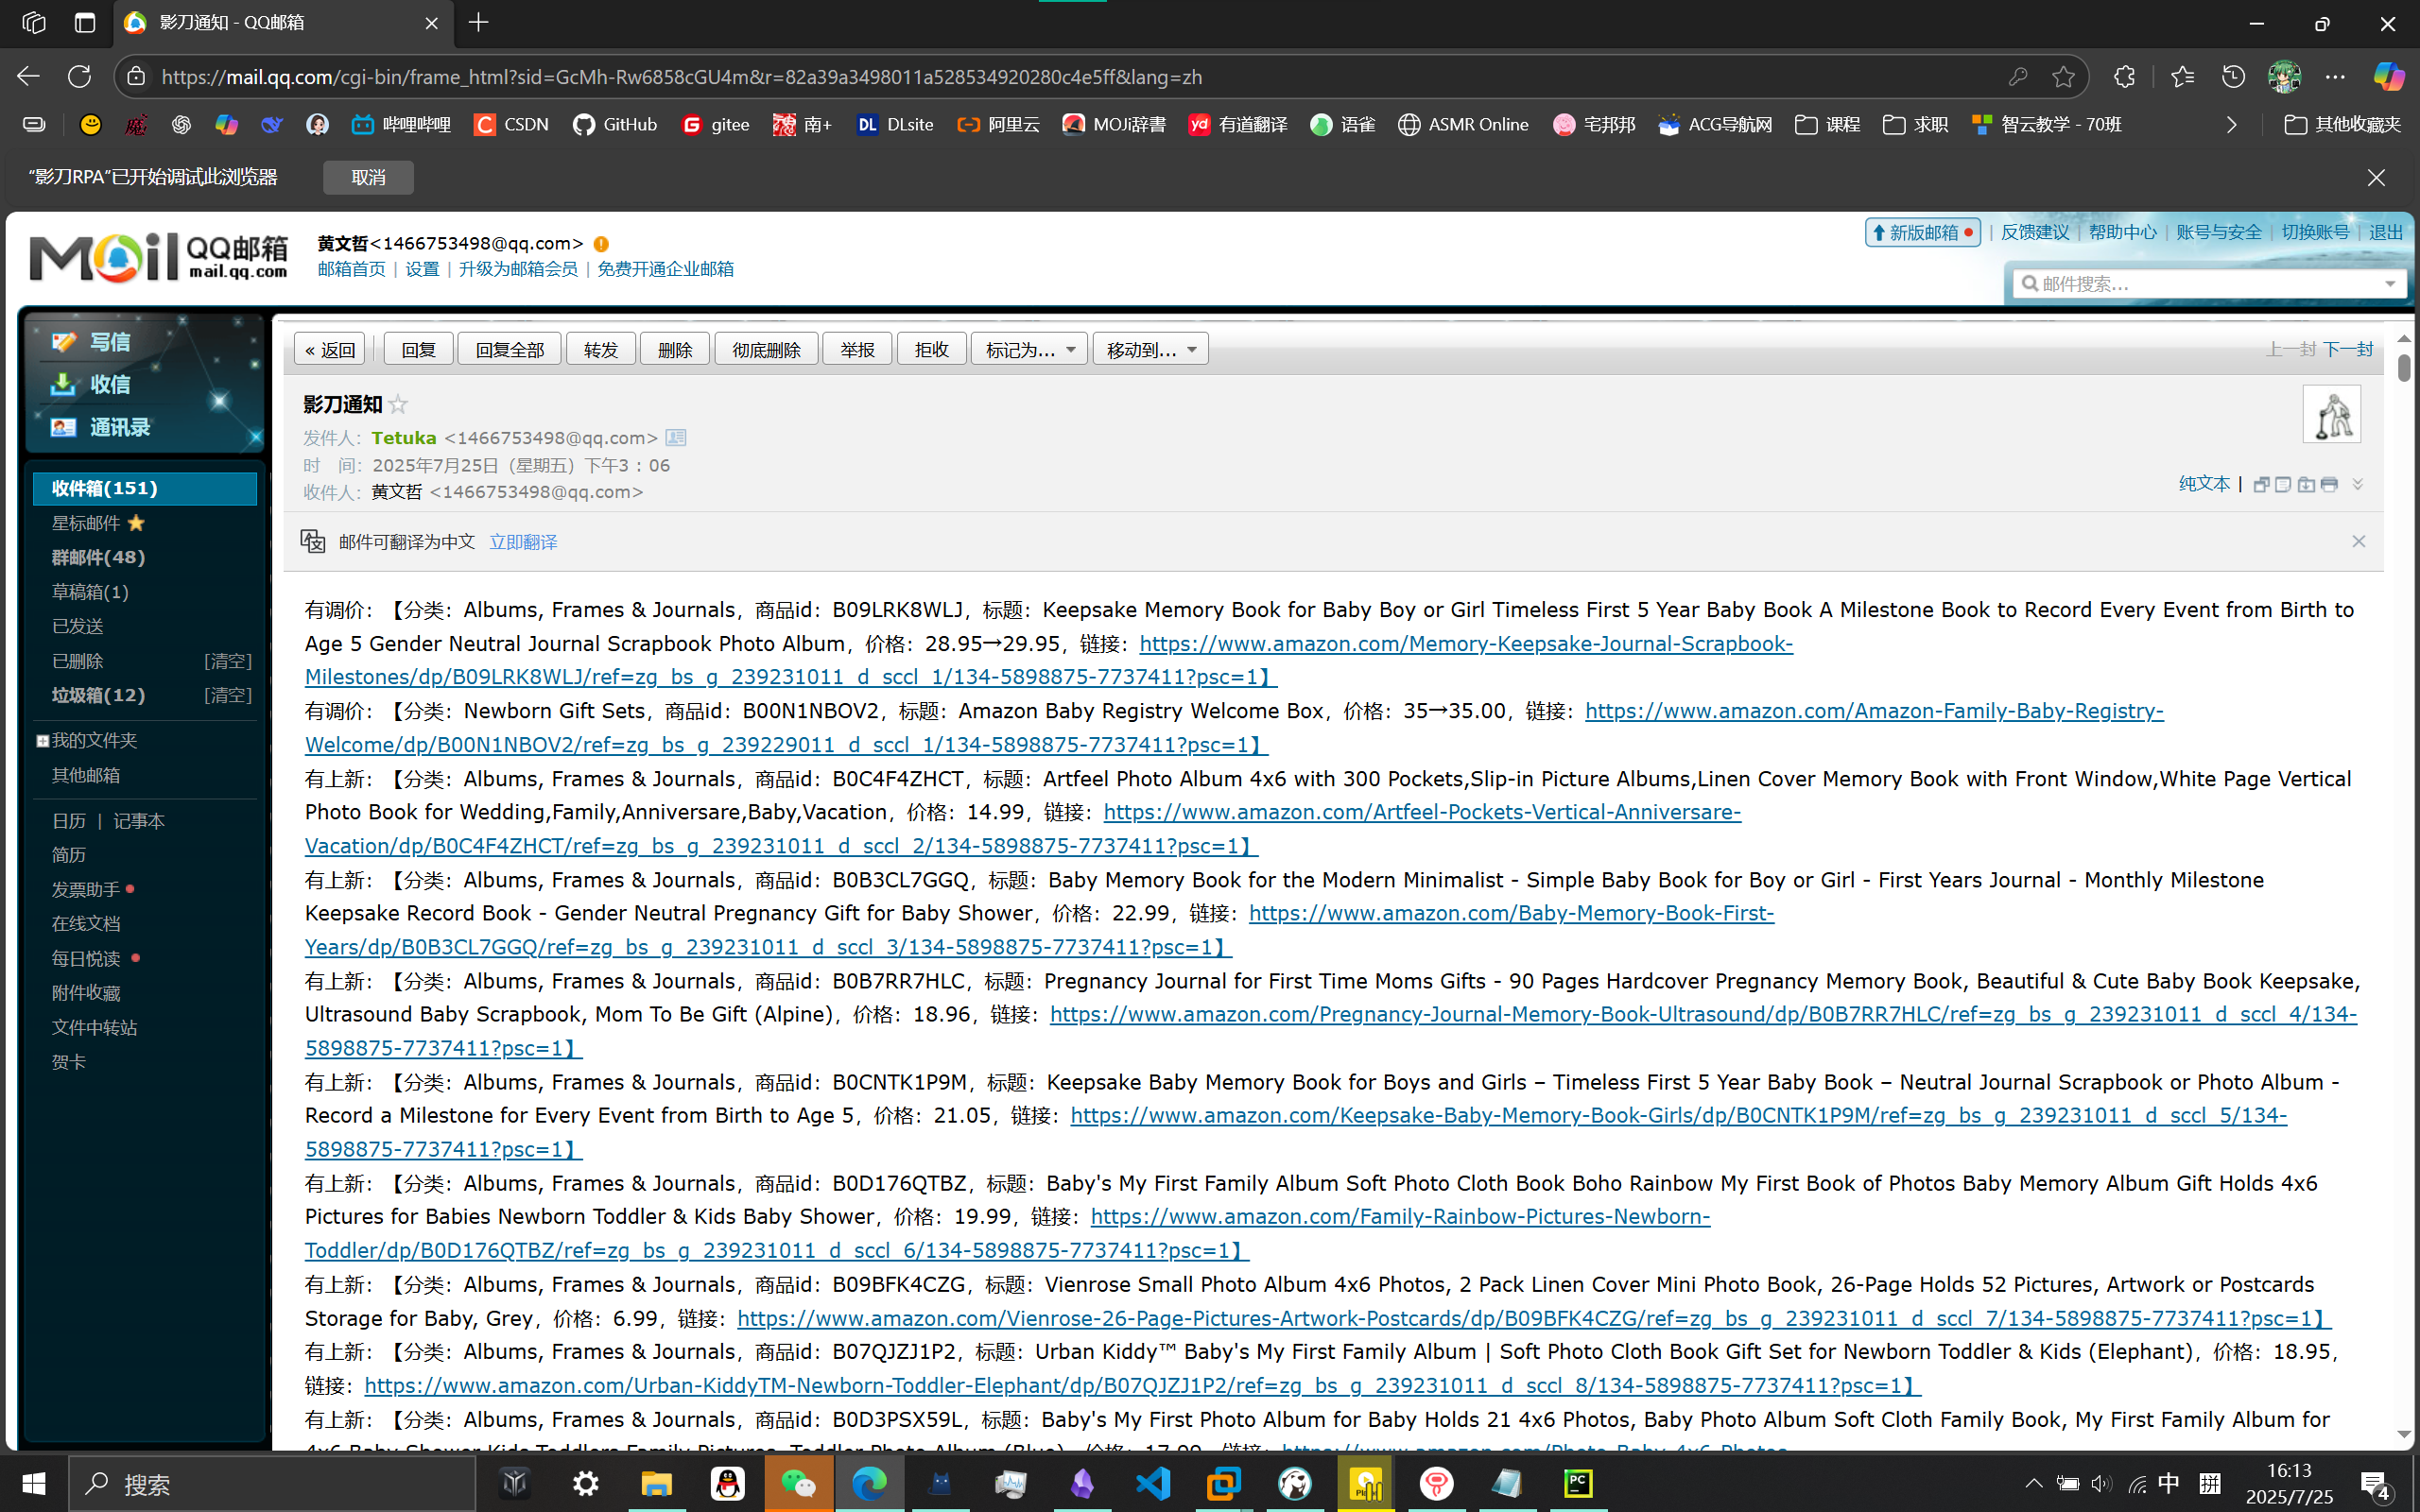 影刀通知 - QQ邮箱
https://mail.qq.com/cgi-bin/frame_html?sid=GcMh-Rw6858cGU4m&r=82a39a3498011a528534920280c4e5ff&lang=zh
哔哩哔哩 CSDN GitHub gitee 南+ DLsite 阿里云 MOJi辞書 有道翻译 语雀 ASMR Online 宅邦邦 ACG导航网 课程 求职 智云教学 - 70班 其他收藏夹
“影刀RPA”已开始调试此浏览器 取消
MOil QQ邮箱 mail.qq.com
黄文哲<1466753498@qq.com>
邮箱首页 | 设置 | 升级为邮箱会员 | 免费开通企业邮箱
新版邮箱 | 反馈建议 | 帮助中心 | 账号与安全 | 切换账号 | 退出
邮件搜索...
写信
收信
通讯录
收件箱(151)
星标邮件
群邮件(48)
草稿箱(1)
已发送
已删除 [清空]
垃圾箱(12) [清空]
我的文件夹
其他邮箱
日历 | 记事本
简历
发票助手
在线文档
每日悦读
附件收藏
文件中转站
贺卡
« 返回 回复 回复全部 转发 删除 彻底删除 举报 拒收 标记为... 移动到... 上一封 下一封
影刀通知
发件人：Tetuka <1466753498@qq.com>
时 间：2025年7月25日（星期五）下午3：06
收件人：黄文哲 <1466753498@qq.com>
纯文本 |
邮件可翻译为中文 立即翻译
有调价：【分类：Albums, Frames & Journals，商品id：B09LRK8WLJ，标题：Keepsake Memory Book for Baby Boy or Girl Timeless First 5 Year Baby Book A Milestone Book to Record Every Event from Birth to
Age 5 Gender Neutral Journal Scrapbook Photo Album，价格：28.95→29.95，链接：https://www.amazon.com/Memory-Keepsake-Journal-Scrapbook-
Milestones/dp/B09LRK8WLJ/ref=zg_bs_g_239231011_d_sccl_1/134-5898875-7737411?psc=1】
有调价：【分类：Newborn Gift Sets，商品id：B00N1NBOV2，标题：Amazon Baby Registry Welcome Box，价格：35→35.00，链接：https://www.amazon.com/Amazon-Family-Baby-Registry-
Welcome/dp/B00N1NBOV2/ref=zg_bs_g_239229011_d_sccl_1/134-5898875-7737411?psc=1】
有上新：【分类：Albums, Frames & Journals，商品id：B0C4F4ZHCT，标题：Artfeel Photo Album 4x6 with 300 Pockets,Slip-in Picture Albums,Linen Cover Memory Book with Front Window,White Page Vertical
Photo Book for Wedding,Family,Anniversare,Baby,Vacation，价格：14.99，链接：https://www.amazon.com/Artfeel-Pockets-Vertical-Anniversare-
Vacation/dp/B0C4F4ZHCT/ref=zg_bs_g_239231011_d_sccl_2/134-5898875-7737411?psc=1】
有上新：【分类：Albums, Frames & Journals，商品id：B0B3CL7GGQ，标题：Baby Memory Book for the Modern Minimalist - Simple Baby Book for Boy or Girl - First Years Journal - Monthly Milestone
Keepsake Record Book - Gender Neutral Pregnancy Gift for Baby Shower，价格：22.99，链接：https://www.amazon.com/Baby-Memory-Book-First-
Years/dp/B0B3CL7GGQ/ref=zg_bs_g_239231011_d_sccl_3/134-5898875-7737411?psc=1】
有上新：【分类：Albums, Frames & Journals，商品id：B0B7RR7HLC，标题：Pregnancy Journal for First Time Moms Gifts - 90 Pages Hardcover Pregnancy Memory Book, Beautiful & Cute Baby Book Keepsake,
Ultrasound Baby Scrapbook, Mom To Be Gift (Alpine)，价格：18.96，链接：https://www.amazon.com/Pregnancy-Journal-Memory-Book-Ultrasound/dp/B0B7RR7HLC/ref=zg_bs_g_239231011_d_sccl_4/134-
5898875-7737411?psc=1】
有上新：【分类：Albums, Frames & Journals，商品id：B0CNTK1P9M，标题：Keepsake Baby Memory Book for Boys and Girls – Timeless First 5 Year Baby Book – Neutral Journal Scrapbook or Photo Album -
Record a Milestone for Every Event from Birth to Age 5，价格：21.05，链接：https://www.amazon.com/Keepsake-Baby-Memory-Book-Girls/dp/B0CNTK1P9M/ref=zg_bs_g_239231011_d_sccl_5/134-
5898875-7737411?psc=1】
有上新：【分类：Albums, Frames & Journals，商品id：B0D176QTBZ，标题：Baby's My First Family Album Soft Photo Cloth Book Boho Rainbow My First Book of Photos Baby Memory Album Gift Holds 4x6
Pictures for Babies Newborn Toddler & Kids Baby Shower，价格：19.99，链接：https://www.amazon.com/Family-Rainbow-Pictures-Newborn-
Toddler/dp/B0D176QTBZ/ref=zg_bs_g_239231011_d_sccl_6/134-5898875-7737411?psc=1】
有上新：【分类：Albums, Frames & Journals，商品id：B09BFK4CZG，标题：Vienrose Small Photo Album 4x6 Photos, 2 Pack Linen Cover Mini Photo Book, 26-Page Holds 52 Pictures, Artwork or Postcards
Storage for Baby, Grey，价格：6.99，链接：https://www.amazon.com/Vienrose-26-Page-Pictures-Artwork-Postcards/dp/B09BFK4CZG/ref=zg_bs_g_239231011_d_sccl_7/134-5898875-7737411?psc=1】
有上新：【分类：Albums, Frames & Journals，商品id：B07QJZJ1P2，标题：Urban Kiddy™ Baby's My First Family Album | Soft Photo Cloth Book Gift Set for Newborn Toddler & Kids (Elephant)，价格：18.95，
链接：https://www.amazon.com/Urban-KiddyTM-Newborn-Toddler-Elephant/dp/B07QJZJ1P2/ref=zg_bs_g_239231011_d_sccl_8/134-5898875-7737411?psc=1】
有上新：【分类：Albums, Frames & Journals，商品id：B0D3PSX59L，标题：Baby's My First Photo Album for Baby Holds 21 4x6 Photos, Baby Photo Album Soft Cloth Family Book, My First Family Album for
4x6 Baby Shower Kids Toddlers Family Pictures, Toddler Photo Album (Blue)，价格：17.99，链接：https://www.amazon.com/Photo-Baby-4x6-Photos-
搜索
中 拼 16:13
2025/7/25 4